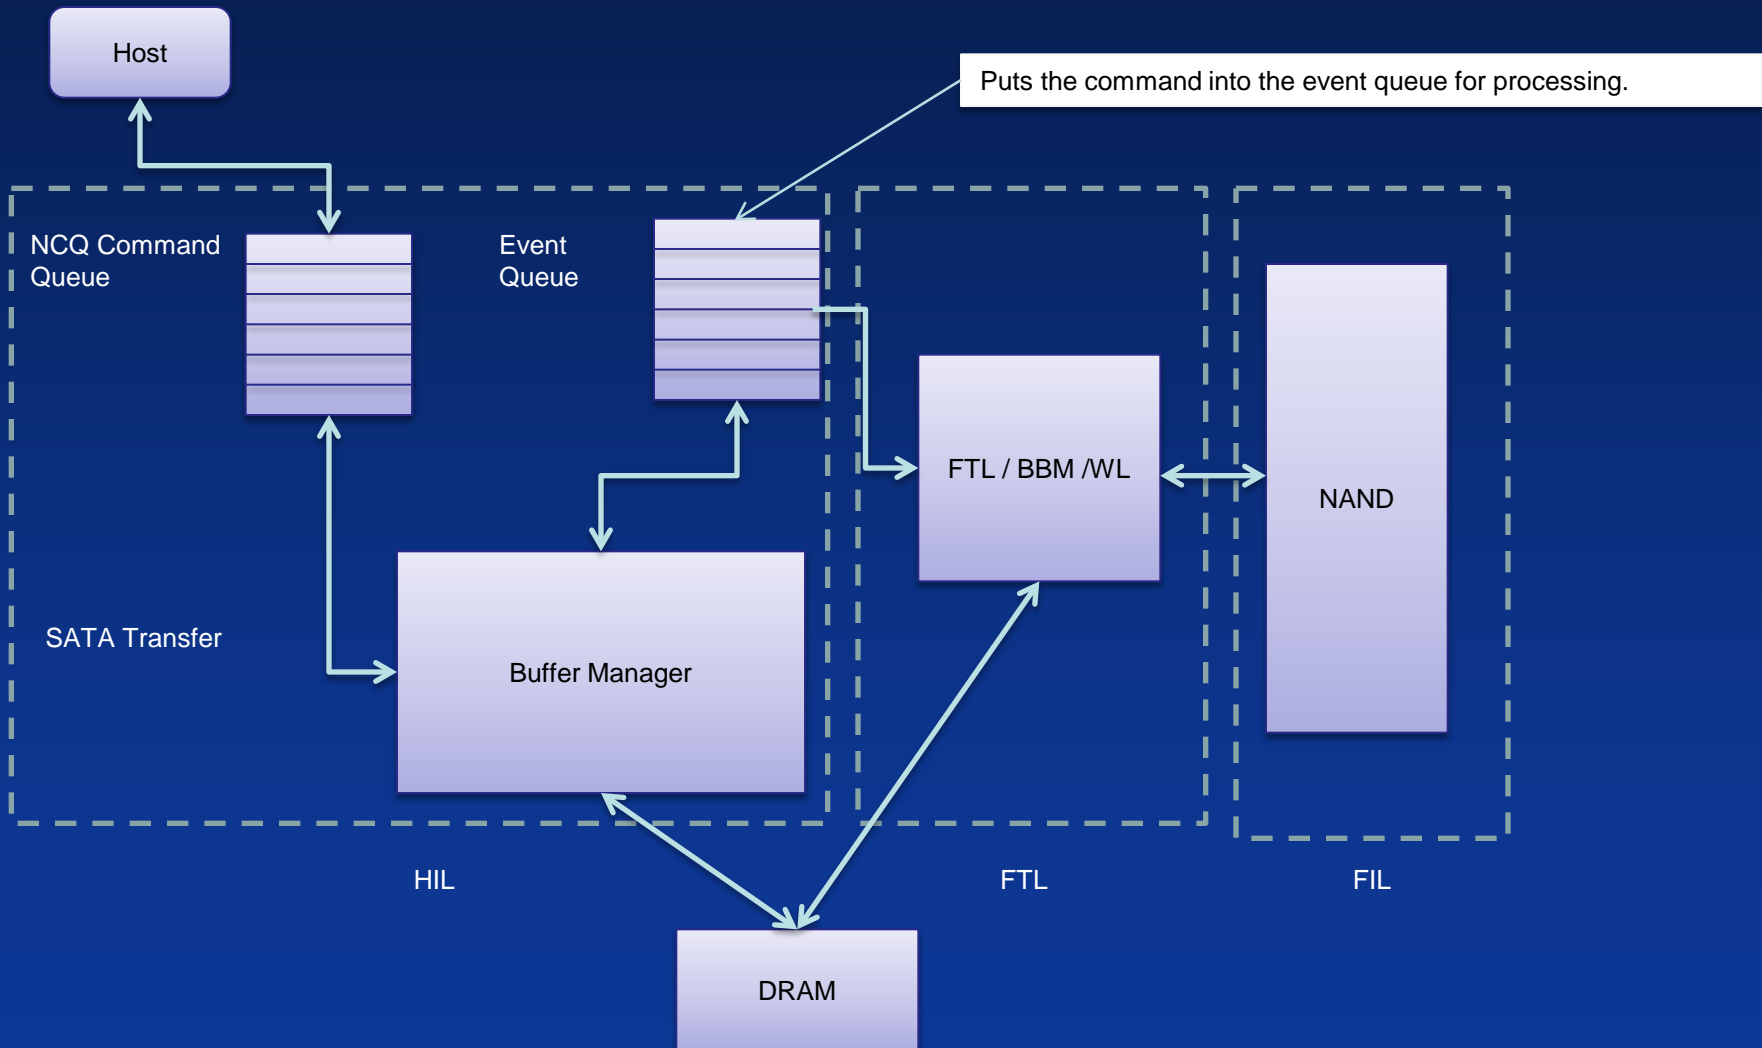 Host
Puts the command into the event queue for processing.
NCQ Command
Queue
Event
Queue
FTL / BBM /WL
NAND
SATA Transfer
Buffer Manager
HIL
FTL
FIL
DRAM